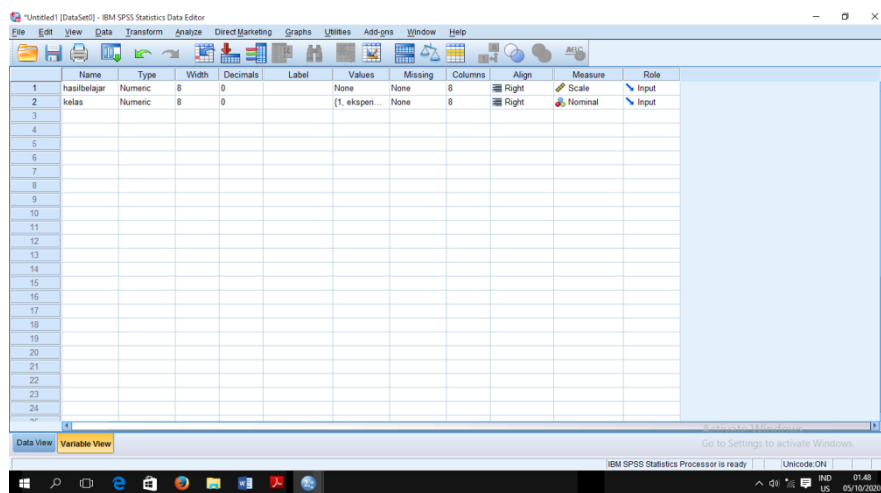 *Untitled1 [DataSet0] - IBM SPSS Statistics Data Editor
File Edit View Data Transform Analyze Direct Marketing Graphs Utilities Add-ons Window Help
Name Type Width Decimals Label Values Missing Columns Align Measure Role
1 hasilbelajar Numeric 8 0 None None 8 Right Scale Input
2 kelas Numeric 8 0 {1, eksperi... None 8 Right Nominal Input
3
4
5
6
7
8
9
10
11
12
13
14
15
16
17
18
19
20
21
22
23
24
Activate Windows
Data View Variable View Go to Settings to activate Windows.
IBM SPSS Statistics Processor is ready Unicode:ON
IND 01.48
US 05/10/2020